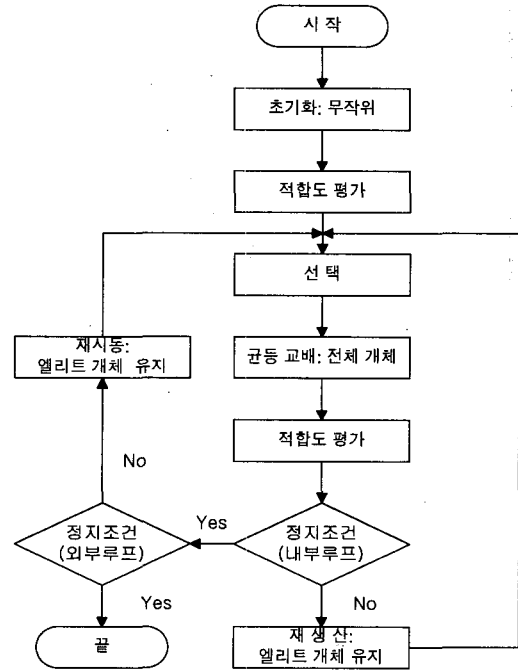 시 작
초기화: 무작위
적합도 평가
선 택
재시동:
엘리트 개체 유지
균등 교배: 전체 개체
적합도 평가
No
정지조건
(외부루프)
Yes
정지조건
(내부루프)
Yes
No
끝
재 생 산:
엘리트 개체 유지